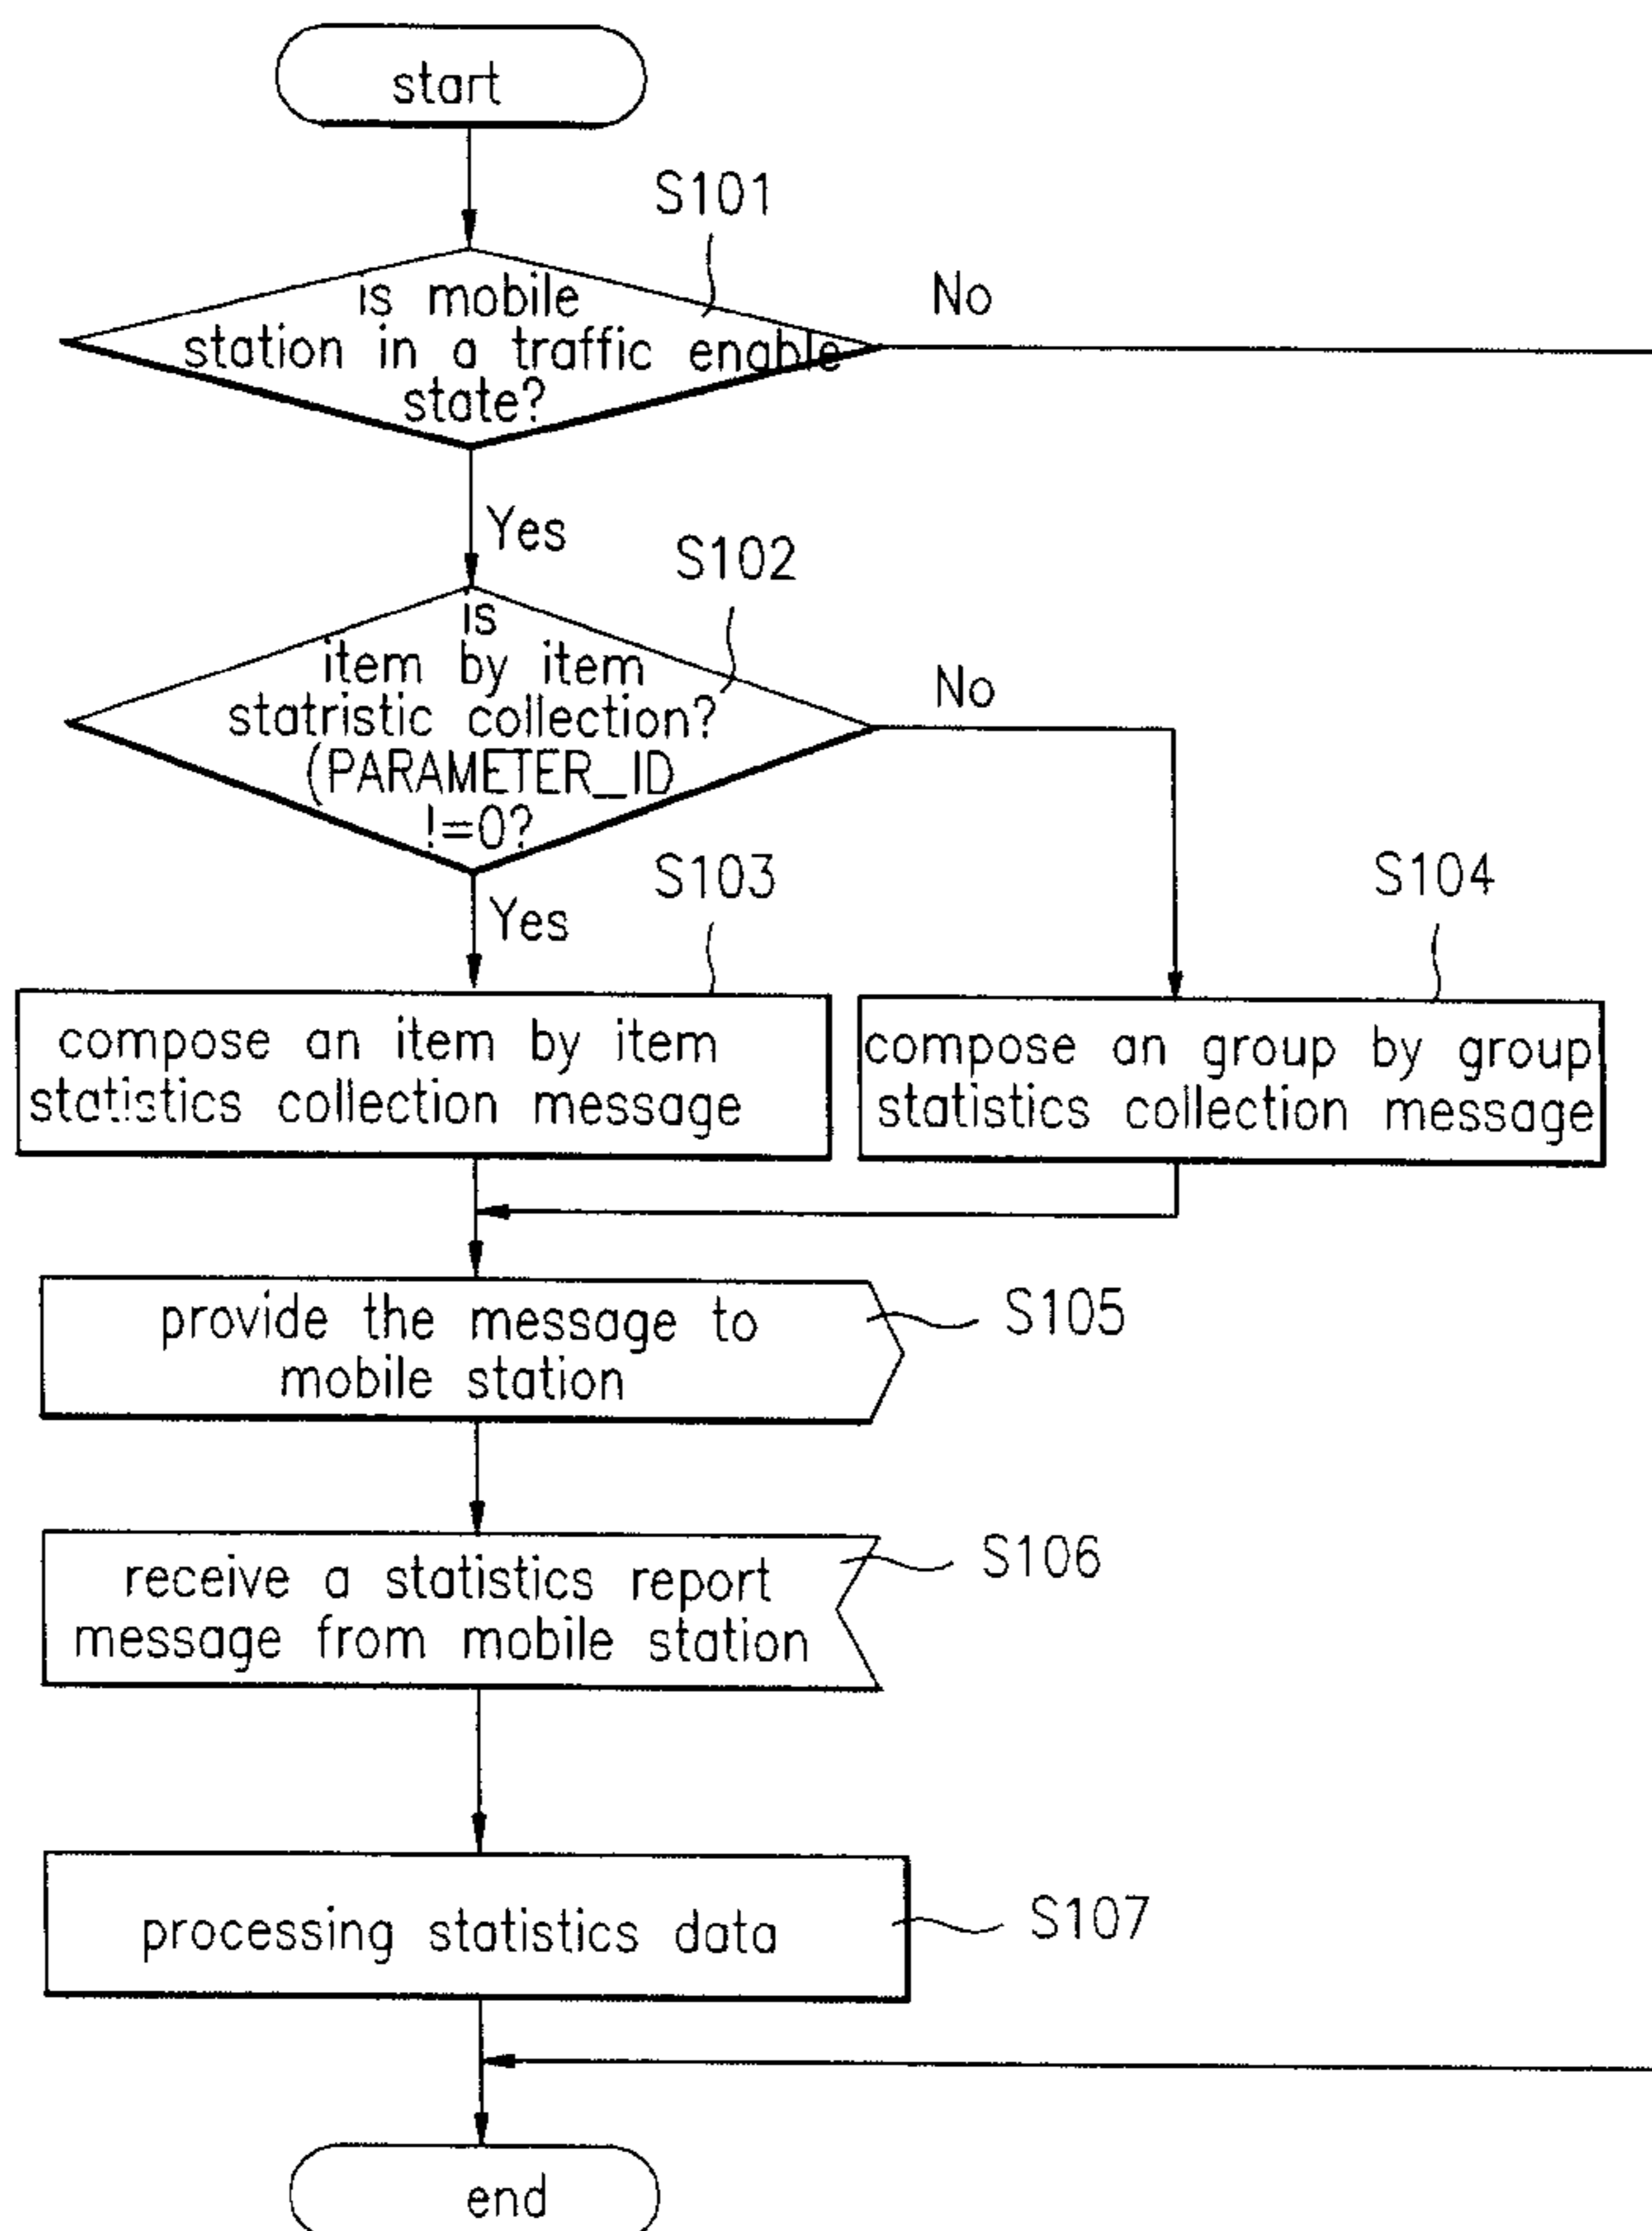 start
S101
is mobile
station in a traffic enable
state?
No
Yes
S102
is
item by item
statristic collection?
(PARAMETER_ID
!=0?
No
Yes
S103
S104
compose an item by item
statistics collection message
compose an group by group
statistics collection message
provide the message to
mobile station
S105
receive a statistics report
message from mobile station
S106
processing statistics data
S107
end